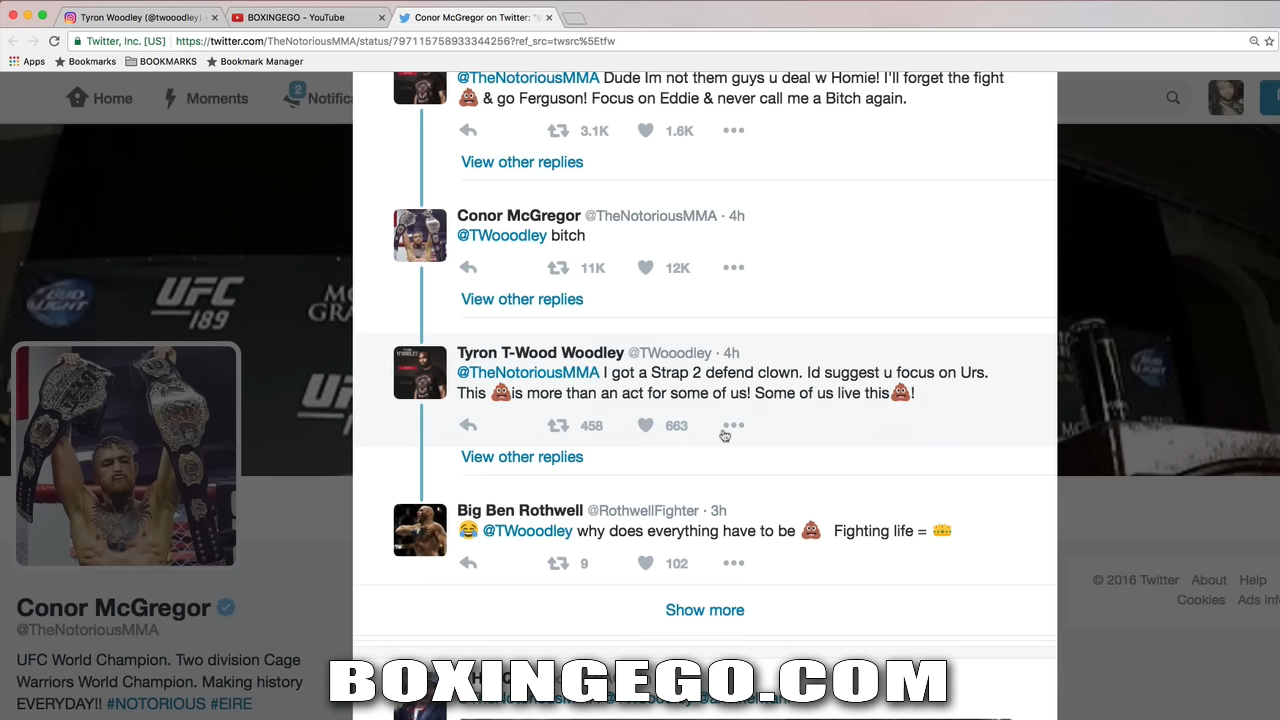 Tyron Woodley (@twooodley)
BOXINGEGO - YouTube
Conor McGregor on Twitter: "
Twitter, Inc. [US]
https://twitter.com/TheNotoriousMMA/status/797115758933344256?ref_src=twsrc%5Etfw
Apps
Bookmarks
BOOKMARKS
Bookmark Manager
Home
Moments
2
Notific
@TheNotoriousMMA Dude Im not them guys u deal w Homie! I'll forget the fight
💩 & go Ferguson! Focus on Eddie & never call me a Bitch again.
3.1K 1.6K
View other replies
Conor McGregor @TheNotoriousMMA · 4h
@TWooodley bitch
11K 12K
View other replies
Tyron T-Wood Woodley @TWooodley · 4h
@TheNotoriousMMA I got a Strap 2 defend clown. Id suggest u focus on Urs.
This 💩is more than an act for some of us! Some of us live this💩!
458 663
View other replies
Big Ben Rothwell @RothwellFighter · 3h
😂 @TWooodley why does everything have to be 💩 Fighting life = 👑
9 102
Show more
BUD
LIGHT
UFC
189
GRA
Conor McGregor
@TheNotoriousMMA
UFC World Champion. Two division Cage
Warriors World Champion. Making history
EVERYDAY!! #NOTORIOUS #EIRE
© 2016 Twitter About Help
Cookies Ads inf
BOXINGEGO.COM